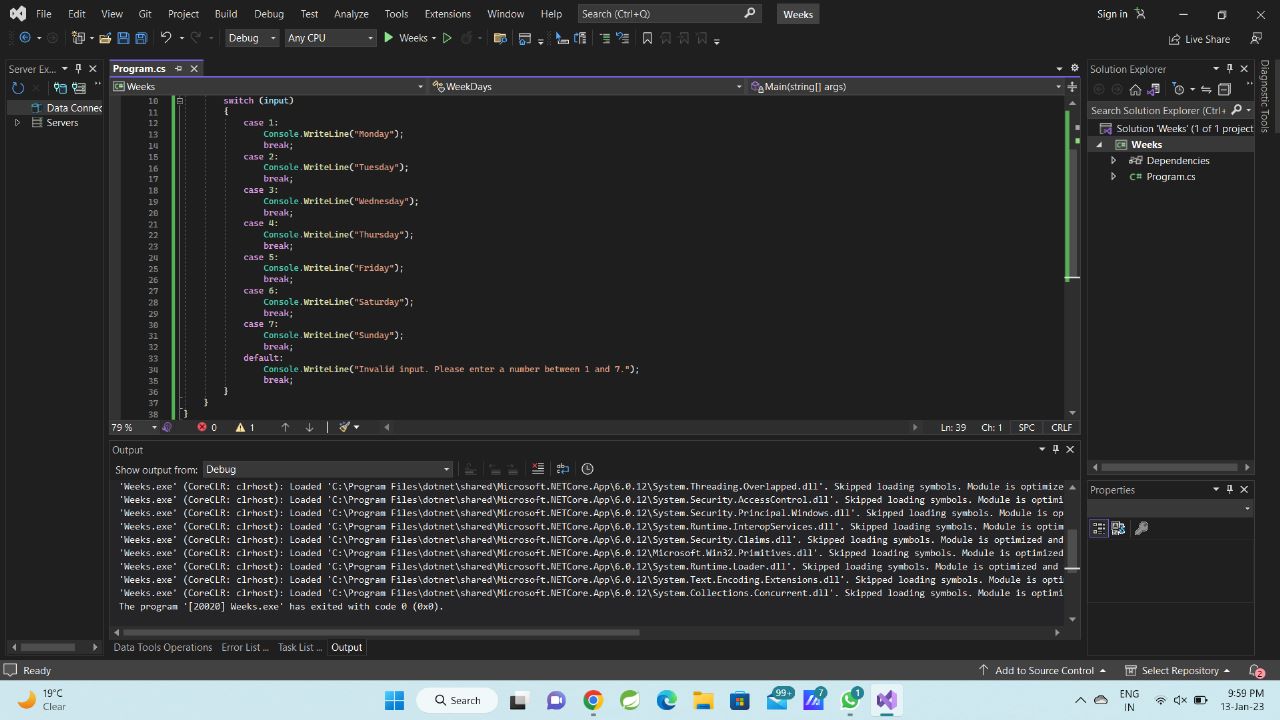 File Edit View Git Project Build Debug Test Analyze Tools Extensions Window Help Search (Ctrl+Q) Weeks Sign in
Debug Any CPU Weeks Live Share
Server Ex...
Data Connec
Servers
Program.cs
Weeks WeekDays Main(string[] args)
10 switch (input)
11 {
12 case 1:
13 Console.WriteLine("Monday");
14 break;
15 case 2:
16 Console.WriteLine("Tuesday");
17 break;
18 case 3:
19 Console.WriteLine("Wednesday");
20 break;
21 case 4:
22 Console.WriteLine("Thursday");
23 break;
24 case 5:
25 Console.WriteLine("Friday");
26 break;
27 case 6:
28 Console.WriteLine("Saturday");
29 break;
30 case 7:
31 Console.WriteLine("Sunday");
32 break;
33 default:
34 Console.WriteLine("Invalid input. Please enter a number between 1 and 7.");
35 break;
36 }
37 }
38 }
79 % 0 1 Ln: 39 Ch: 1 SPC CRLF
Output
Show output from: Debug
'Weeks.exe' (CoreCLR: clrhost): Loaded 'C:\Program Files\dotnet\shared\Microsoft.NETCore.App\6.0.12\System.Threading.Overlapped.dll'. Skipped loading symbols. Module is optimize
'Weeks.exe' (CoreCLR: clrhost): Loaded 'C:\Program Files\dotnet\shared\Microsoft.NETCore.App\6.0.12\System.Security.AccessControl.dll'. Skipped loading symbols. Module is optimi
'Weeks.exe' (CoreCLR: clrhost): Loaded 'C:\Program Files\dotnet\shared\Microsoft.NETCore.App\6.0.12\System.Security.Principal.Windows.dll'. Skipped loading symbols. Module is op
'Weeks.exe' (CoreCLR: clrhost): Loaded 'C:\Program Files\dotnet\shared\Microsoft.NETCore.App\6.0.12\System.Runtime.InteropServices.dll'. Skipped loading symbols. Module is optim
'Weeks.exe' (CoreCLR: clrhost): Loaded 'C:\Program Files\dotnet\shared\Microsoft.NETCore.App\6.0.12\System.Security.Claims.dll'. Skipped loading symbols. Module is optimized and
'Weeks.exe' (CoreCLR: clrhost): Loaded 'C:\Program Files\dotnet\shared\Microsoft.NETCore.App\6.0.12\Microsoft.Win32.Primitives.dll'. Skipped loading symbols. Module is optimized
'Weeks.exe' (CoreCLR: clrhost): Loaded 'C:\Program Files\dotnet\shared\Microsoft.NETCore.App\6.0.12\System.Runtime.Loader.dll'. Skipped loading symbols. Module is optimized and
'Weeks.exe' (CoreCLR: clrhost): Loaded 'C:\Program Files\dotnet\shared\Microsoft.NETCore.App\6.0.12\System.Text.Encoding.Extensions.dll'. Skipped loading symbols. Module is opti
'Weeks.exe' (CoreCLR: clrhost): Loaded 'C:\Program Files\dotnet\shared\Microsoft.NETCore.App\6.0.12\System.Collections.Concurrent.dll'. Skipped loading symbols. Module is optimi
The program '[20020] Weeks.exe' has exited with code 0 (0x0).
Data Tools Operations Error List ... Task List ... Output
Solution Explorer
Search Solution Explorer (Ctrl+
Solution 'Weeks' (1 of 1 project
Weeks
Dependencies
C# Program.cs
Properties
Diagnostic Tools
Ready Add to Source Control Select Repository 2
19°C
Clear
Search 99+ 7 1
ENG
IN
9:59 PM
13-Jan-23